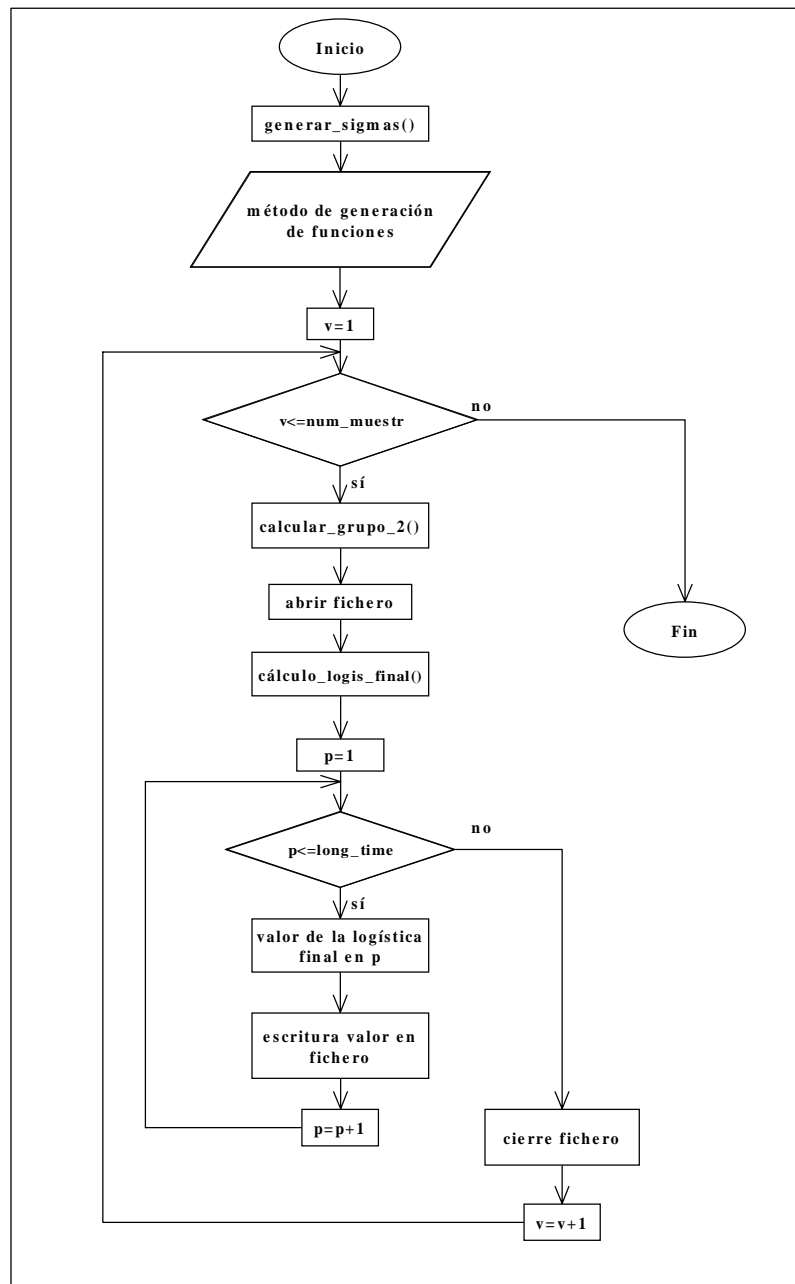 Inicio
generar_sigmas()
método de generación
de funciones
v=1
v<=num_muestr
no
sí
calcular_grupo_2()
abrir fichero
Fin
cálculo_logis_final()
p=1
p<=long_time
no
sí
valor de la logística
final en p
escritura valor en
fichero
p=p+1
cierre fichero
v=v+1